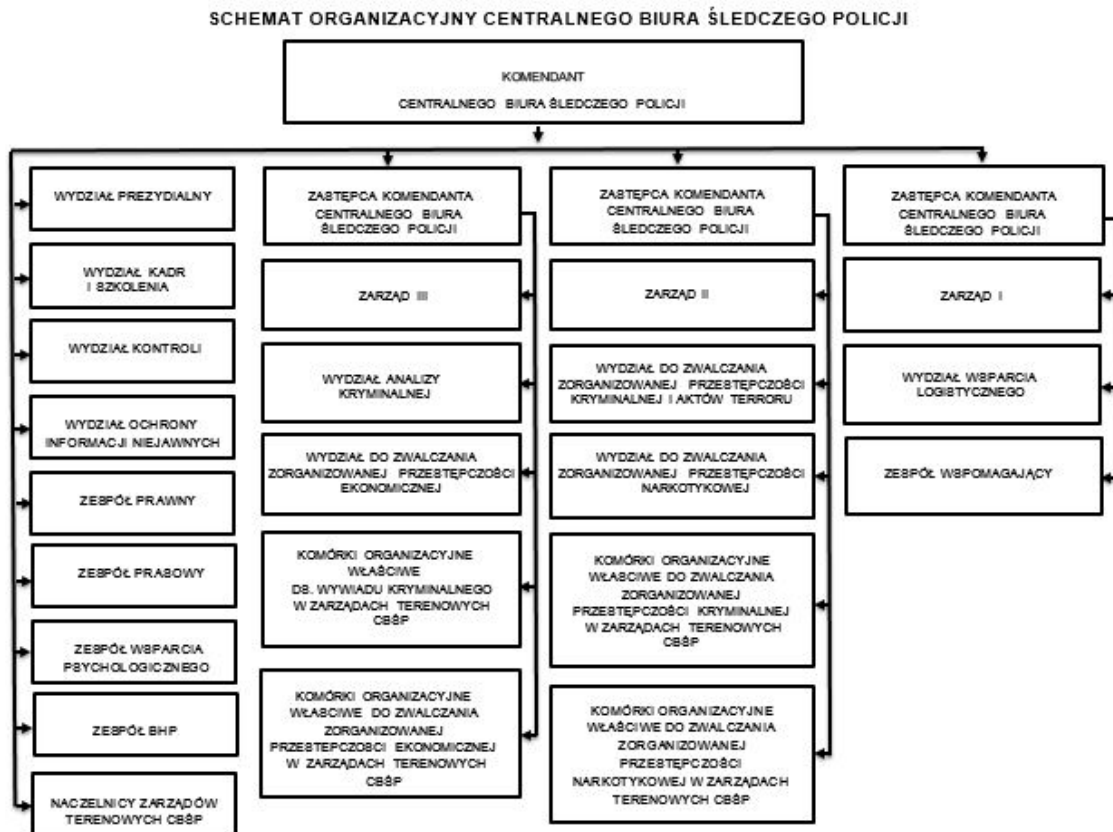 SCHEMAT ORGANIZACYJNY CENTRALNEGO BIURA ŚLEDCZEGO POLICJI
KOMENDANT
CENTRALNEGO BIURA ŚLEDCZEGO POLICJI
WYDZIAŁ PREZYDIALNY
WYDZIAŁ KADR
I SZKOLENIA
WYDZIAŁ KONTROLI
WYDZIAŁ OCHRONY
INFORMACJI NIEJAWNYCH
ZESPÓŁ PRAWNY
ZESPÓŁ PRASOWY
ZESPÓŁ WSPARCIA
PSYCHOLOGICZNEGO
ZESPÓŁ BHP
NACZELNICY ZARZĄDÓW
TERENOWYCH CBŚP
ZASTĘPCA KOMENDANTA
CENTRALNEGO BIURA
ŚLEDCZEGO POLICJI
ZARZĄD III
WYDZIAŁ ANALIZY
KRYMINALNEJ
WYDZIAŁ DO ZWALCZANIA
ZORGANIZOWANEJ PRZESTĘPCZOŚCI
EKONOMICZNEJ
KOMÓRKI ORGANIZACYJNE
WŁAŚCIWE
DS. WYWIADU KRYMINALNEGO
W ZARZĄDACH TERENOWYCH
CBŚP
KOMÓRKI ORGANIZACYJNE
WŁAŚCIWE DO ZWALCZANIA
ZORGANIZOWANEJ
PRZESTEPCZOSCI EKONOMICZNEJ
W ZARZĄDACH TERENOWYCH
CBŚP
ZASTĘPCA KOMENDANTA
CENTRALNEGO BIURA
ŚLEDCZEGO POLICJI
ZARZĄD II
WYDZIAŁ DO ZWALCZANIA
ZORGANIZOWANEJ PRZESTĘPCZOŚCI
KRYMINALNEJ I AKTÓW TERRORU
WYDZIAŁ DO ZWALCZANIA
ZORGANIZOWANEJ PRZESTĘPCZOŚCI
NARKOTYKOWEJ
KOMÓRKI ORGANIZACYJNE
WŁAŚCIWE DO ZWALCZANIA
ZORGANIZOWANEJ
PRZESTĘPCZOŚCI KRYMINALNEJ
W ZARZĄDACH TERENOWYCH
CBŚP
KOMÓRKI ORGANIZACYJNE
WŁAŚCIWE DO ZWALCZANIA
ZORGANIZOWANEJ
PRZESTĘPCZOŚCI
NARKOTYKOWEJ W ZARZĄDACH
TERENOWYCH CBŚP
ZASTĘPCA KOMENDANTA
CENTRALNEGO BIURA
ŚLEDCZEGO POLICJI
ZARZĄD I
WYDZIAŁ WSPARCIA
LOGISTYCZNEGO
ZESPÓŁ WSPOMAGAJĄCY